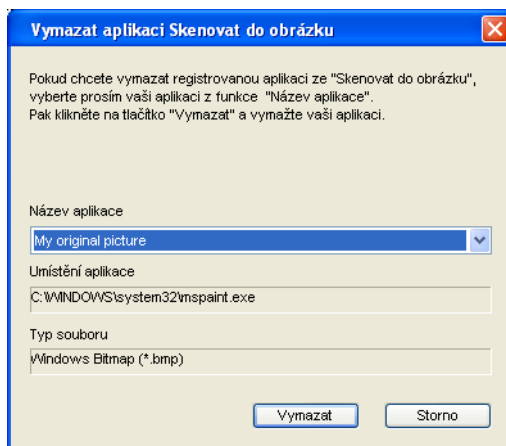 Vymazat aplikaci Skenovat do obrázku
Pokud chcete vymazat registrovanou aplikaci ze "Skenovat do obrázku",
vyberte prosím vaši aplikaci z funkce "Název aplikace".
Pak klikněte na tlačítko "Vymazat" a vymažte vaši aplikaci.
Název aplikace
My original picture
Umístění aplikace
C:\WINDOWS\system32\mspaint.exe
Typ souboru
Windows Bitmap (*.bmp)
Vymazat Storno